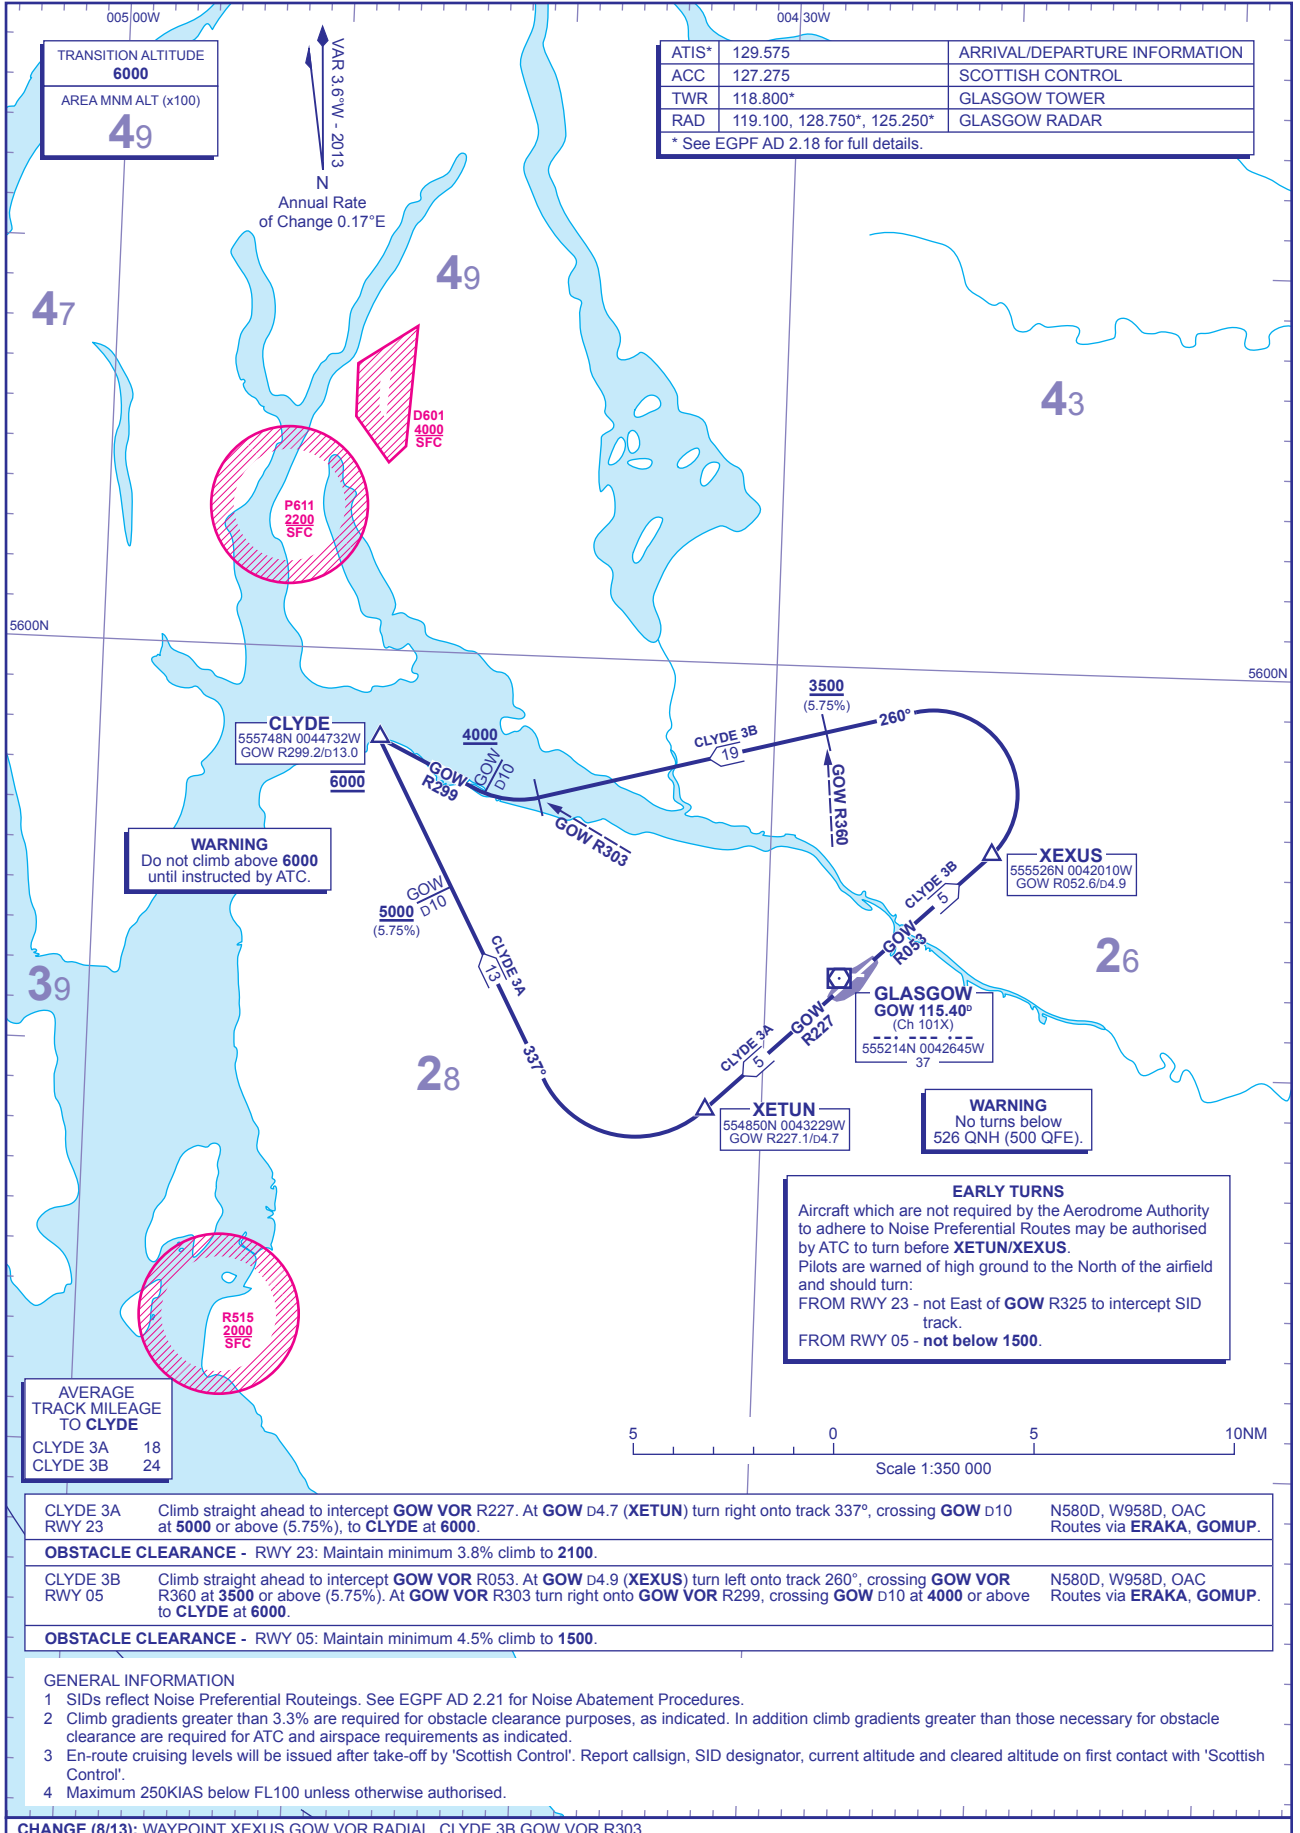 005 00W
004 30W
TRANSITION ALTITUDE
6000
AREA MNM ALT (x100)
49
VAR 3.6°W - 2013
N
Annual Rate
of Change 0.17°E
ATIS* 129.575 ARRIVAL/DEPARTURE INFORMATION
ACC 127.275 SCOTTISH CONTROL
TWR 118.800* GLASGOW TOWER
RAD 119.100, 128.750*, 125.250* GLASGOW RADAR
* See EGPF AD 2.18 for full details.
49
47
43
D601
4000
SFC
P611
2200
SFC
5600N
5600N
CLYDE
555748N 0044732W
GOW R299.2/D13.0
6000
4000
GOW
D10
GOW
R299
GOW R303
CLYDE 3B
19
3500
(5.75%)
260°
GOW R360
XEXUS
555526N 0042010W
GOW R052.6/D4.9
CLYDE 3B
5
GOW
R053
WARNING
Do not climb above 6000
until instructed by ATC.
5000
(5.75%)
GOW
D10
CLYDE 3A
13
337°
39
28
26
GLASGOW
GOW 115.40D
(Ch 101X)
555214N 0042645W
37
GOW
R227
CLYDE 3A
5
XETUN
554850N 0043229W
GOW R227.1/D4.7
WARNING
No turns below
526 QNH (500 QFE).
EARLY TURNS
Aircraft which are not required by the Aerodrome Authority
to adhere to Noise Preferential Routes may be authorised
by ATC to turn before XETUN/XEXUS.
Pilots are warned of high ground to the North of the airfield
and should turn:
FROM RWY 23 - not East of GOW R325 to intercept SID
track.
FROM RWY 05 - not below 1500.
R515
2000
SFC
AVERAGE
TRACK MILEAGE
TO CLYDE
CLYDE 3A 18
CLYDE 3B 24
5 0 5 10NM
Scale 1:350 000
CLYDE 3A Climb straight ahead to intercept GOW VOR R227. At GOW D4.7 (XETUN) turn right onto track 337º, crossing GOW D10 N580D, W958D, OAC
RWY 23 at 5000 or above (5.75%), to CLYDE at 6000. Routes via ERAKA, GOMUP.
OBSTACLE CLEARANCE - RWY 23: Maintain minimum 3.8% climb to 2100.
CLYDE 3B Climb straight ahead to intercept GOW VOR R053. At GOW D4.9 (XEXUS) turn left onto track 260°, crossing GOW VOR N580D, W958D, OAC
RWY 05 R360 at 3500 or above (5.75%). At GOW VOR R303 turn right onto GOW VOR R299, crossing GOW D10 at 4000 or above Routes via ERAKA, GOMUP.
to CLYDE at 6000.
OBSTACLE CLEARANCE - RWY 05: Maintain minimum 4.5% climb to 1500.
GENERAL INFORMATION
1 SIDs reflect Noise Preferential Routeings. See EGPF AD 2.21 for Noise Abatement Procedures.
2 Climb gradients greater than 3.3% are required for obstacle clearance purposes, as indicated. In addition climb gradients greater than those necessary for obstacle
clearance are required for ATC and airspace requirements as indicated.
3 En-route cruising levels will be issued after take-off by 'Scottish Control'. Report callsign, SID designator, current altitude and cleared altitude on first contact with 'Scottish
Control'.
4 Maximum 250KIAS below FL100 unless otherwise authorised.
CHANGE (8/13): WAYPOINT XEXUS GOW VOR RADIAL. CLYDE 3B GOW VOR R303.